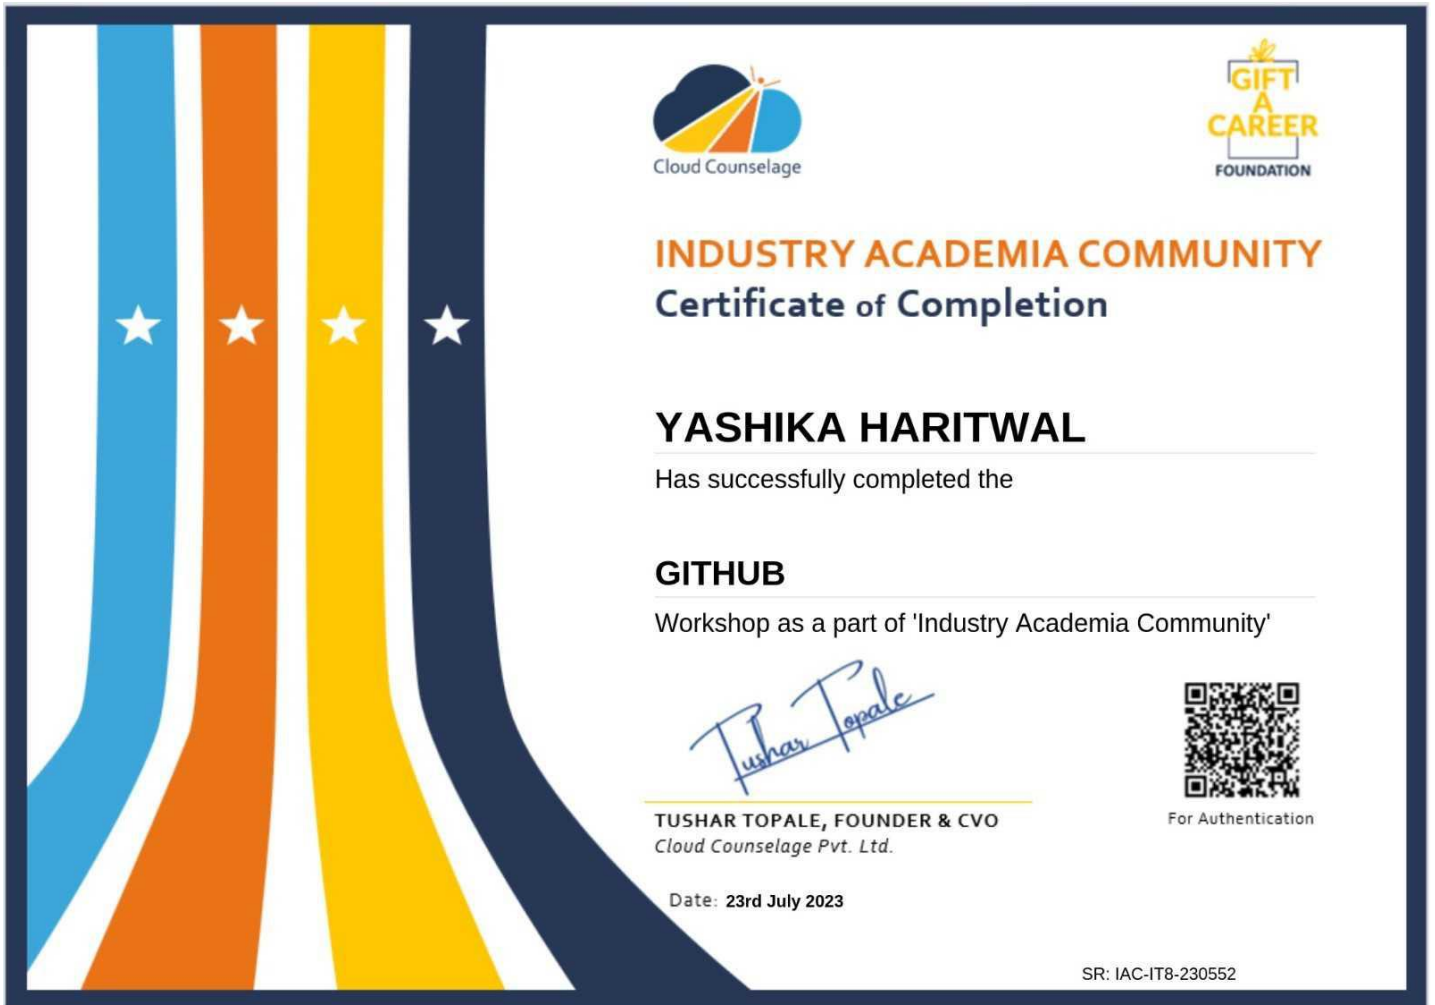 Cloud Counselage
GIFT
A
CAREER
FOUNDATION
INDUSTRY ACADEMIA COMMUNITY
Certificate of Completion
YASHIKA HARITWAL
Has successfully completed the
GITHUB
Workshop as a part of 'Industry Academia Community'
Tushar Topale
TUSHAR TOPALE, FOUNDER & CVO
Cloud Counselage Pvt. Ltd.
For Authentication
Date: 23rd July 2023
SR: IAC-IT8-230552